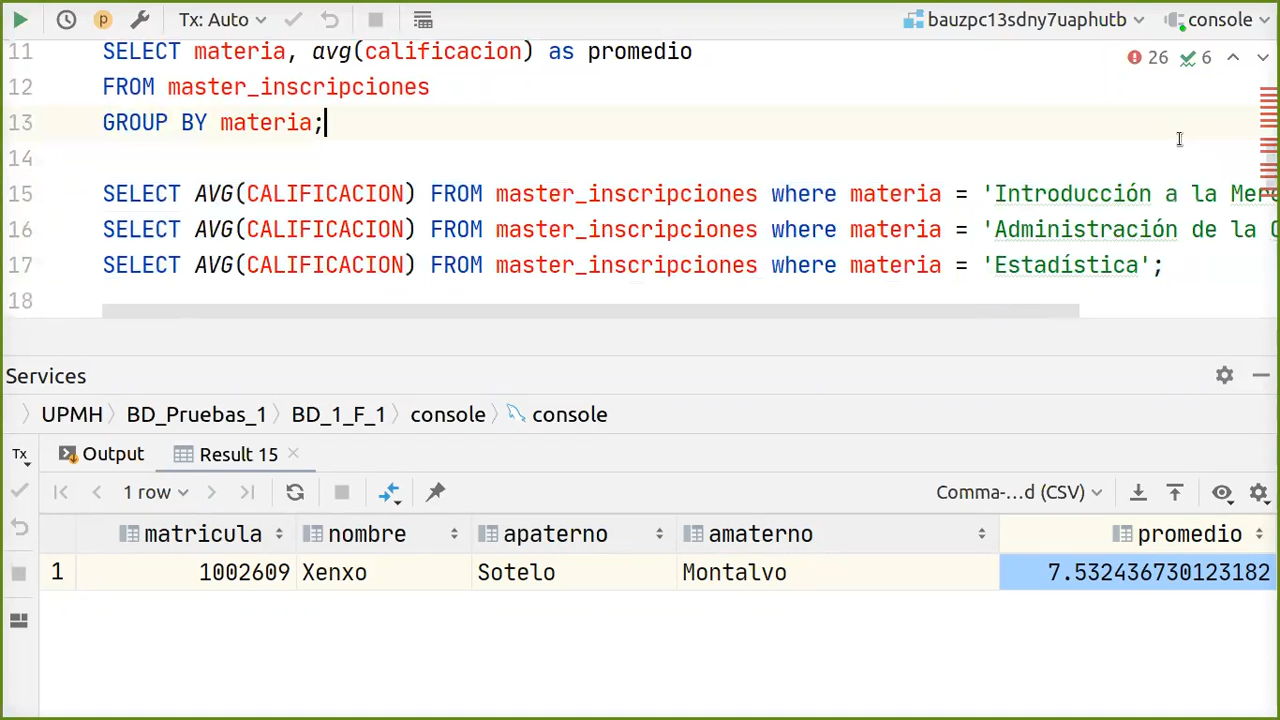 Tx: Auto bauzpc13sdny7uaphutb console
11 SELECT materia, avg(calificacion) as promedio
26 6
12 FROM master_inscripciones
13 GROUP BY materia;
14
15 SELECT AVG(CALIFICACION) FROM master_inscripciones where materia = 'Introducción a la Merc
16 SELECT AVG(CALIFICACION) FROM master_inscripciones where materia = 'Administración de la
17 SELECT AVG(CALIFICACION) FROM master_inscripciones where materia = 'Estadística';
18
Services
UPMH BD_Pruebas_1 BD_1_F_1 console console
Tx Output Result 15
1 row Comma-...d (CSV)
matricula nombre apaterno amaterno promedio
1 1002609 Xenxo Sotelo Montalvo 7.532436730123182